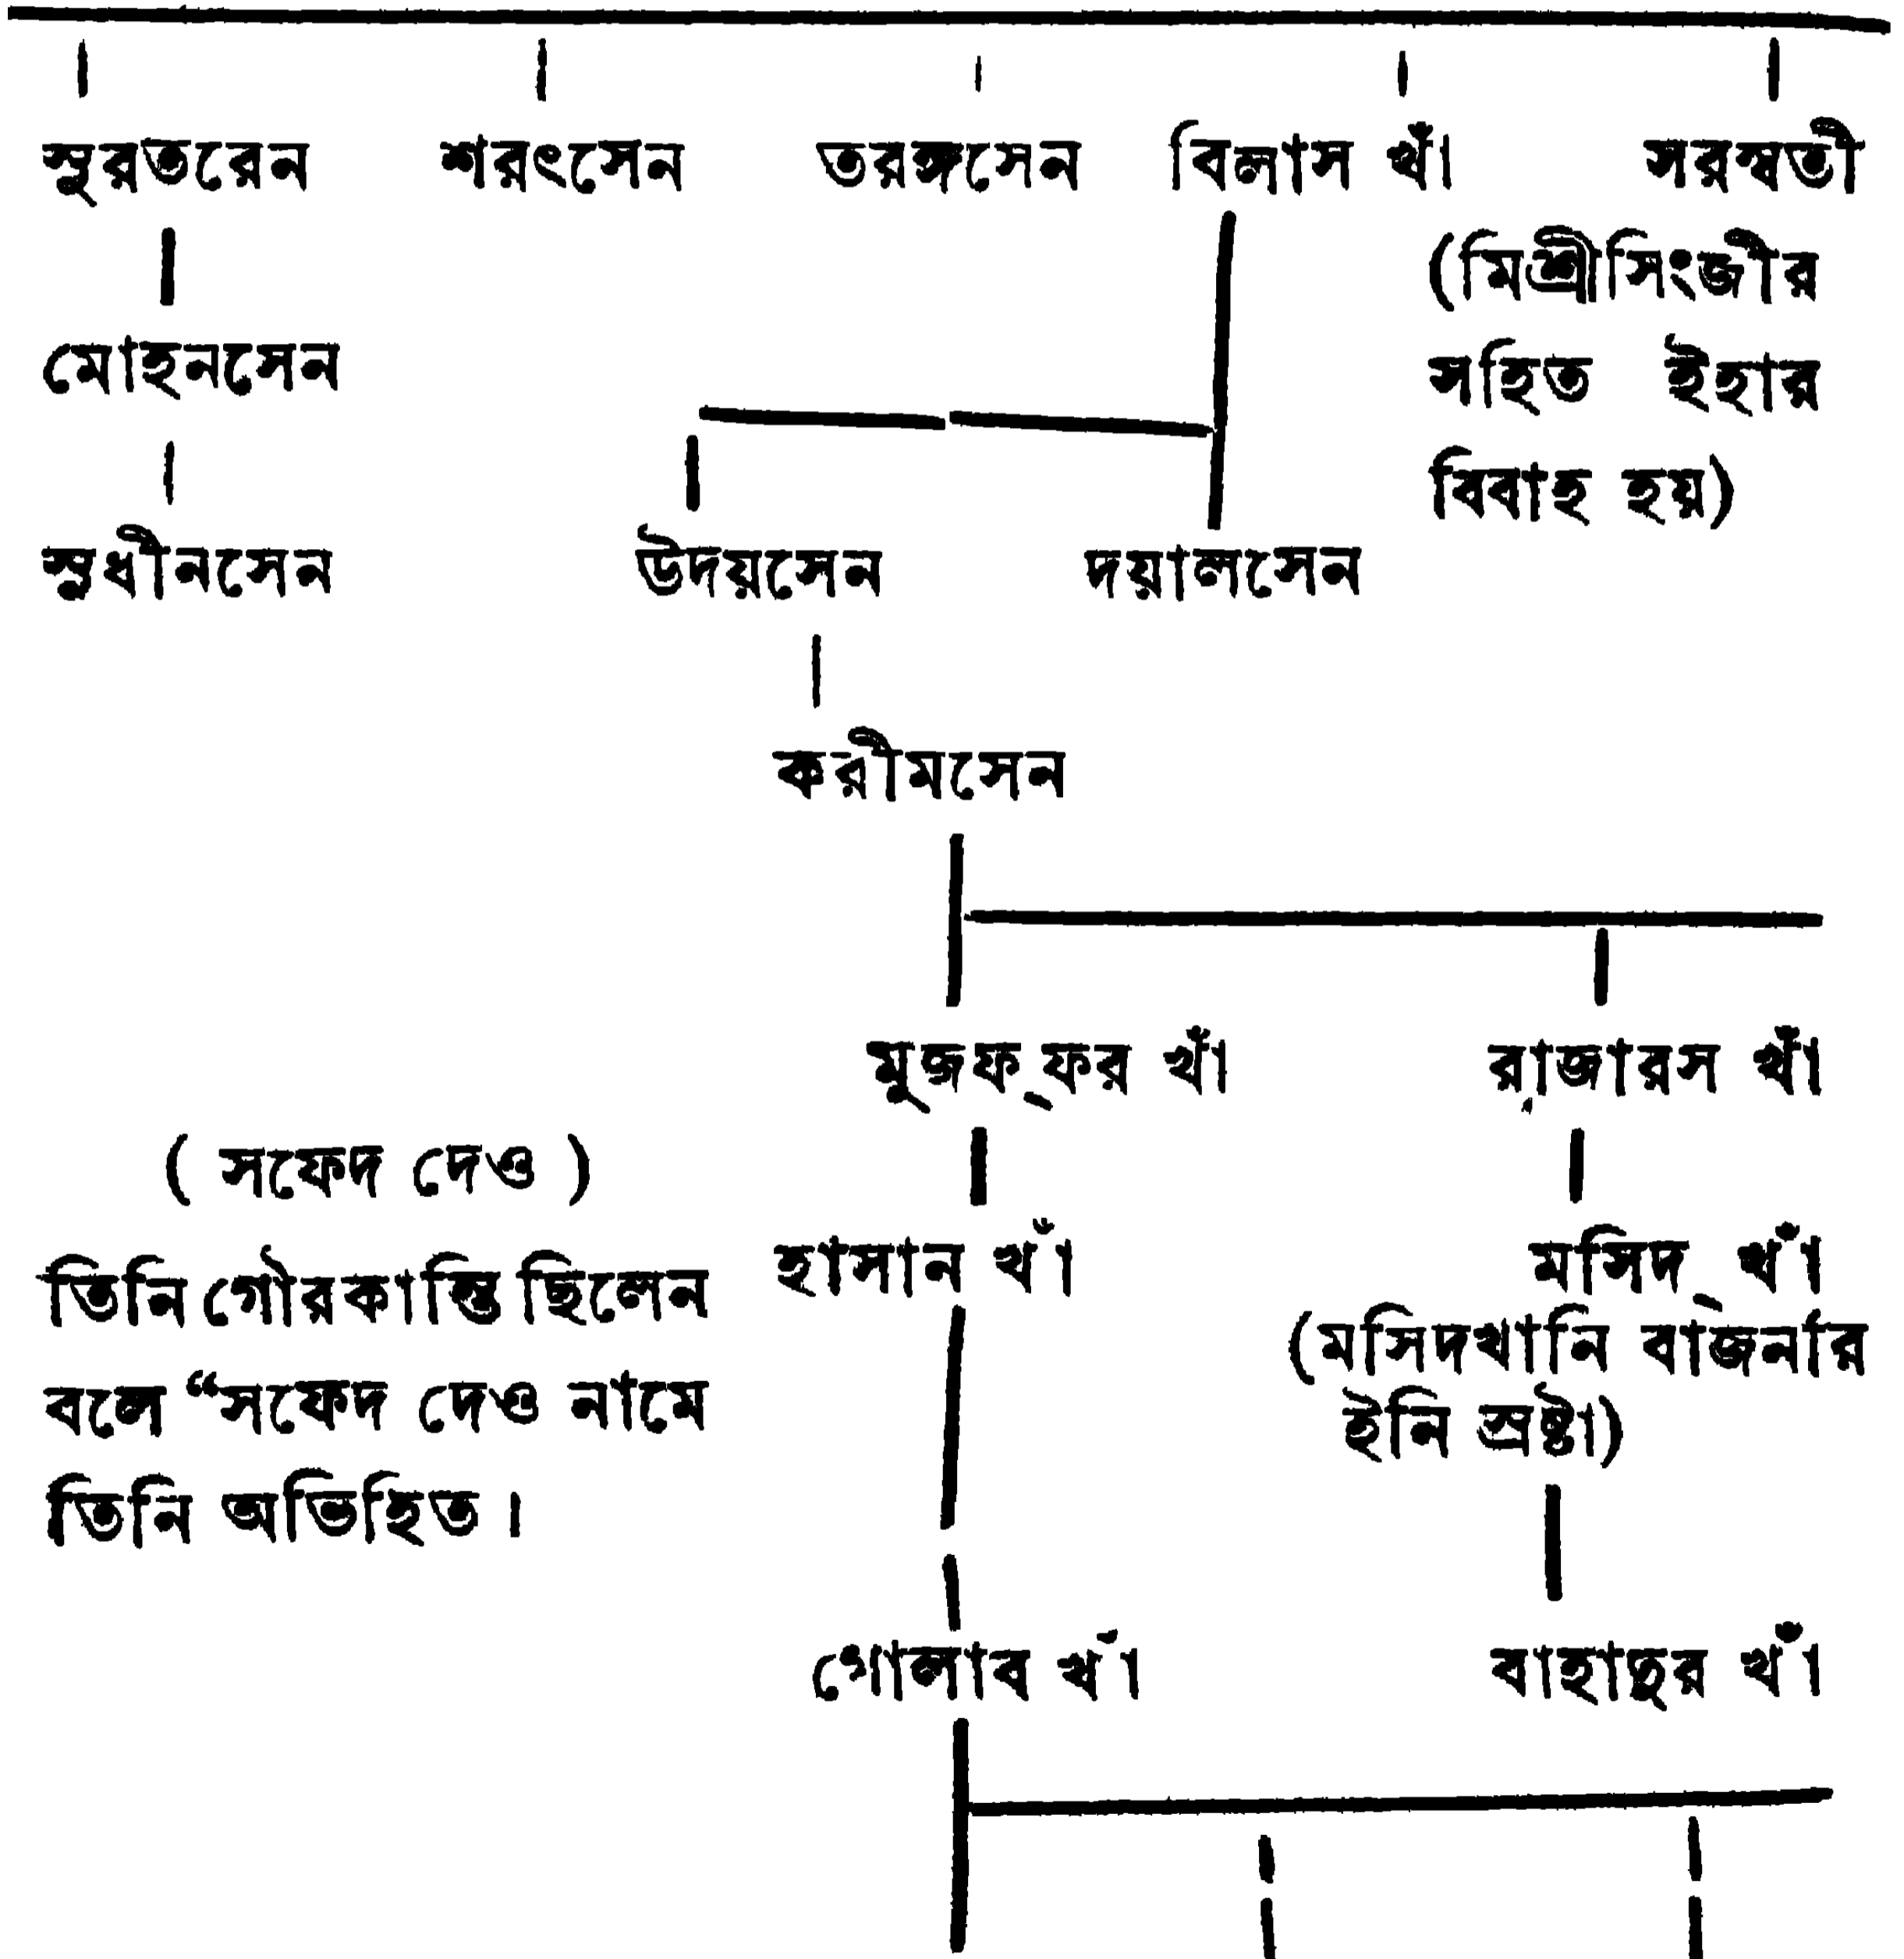 সুরতরেন শরৎসেন তরঙ্গসেন বিলাস খাঁ সরস্বতী
(মিশ্রীসিংজীর
মোহনসেন সহিত ইহার
বিবাহ হয়)
সুধীনসেন উদয়সেন দয়ালসেন
করীমসেন
মুজফ্‌ফর খাঁ রাজারস খাঁ
( সফেদ দেও )
হাসান খাঁ মসিদ্ খাঁ
তিনি গৌরকান্তি ছিলেন (মসিদখানি বাজনার
বলে “সফেদ দেও নামে ইনি স্রষ্টা)
তিনি অভিহিত।
গোলাব খাঁ বাহাদুর খাঁ